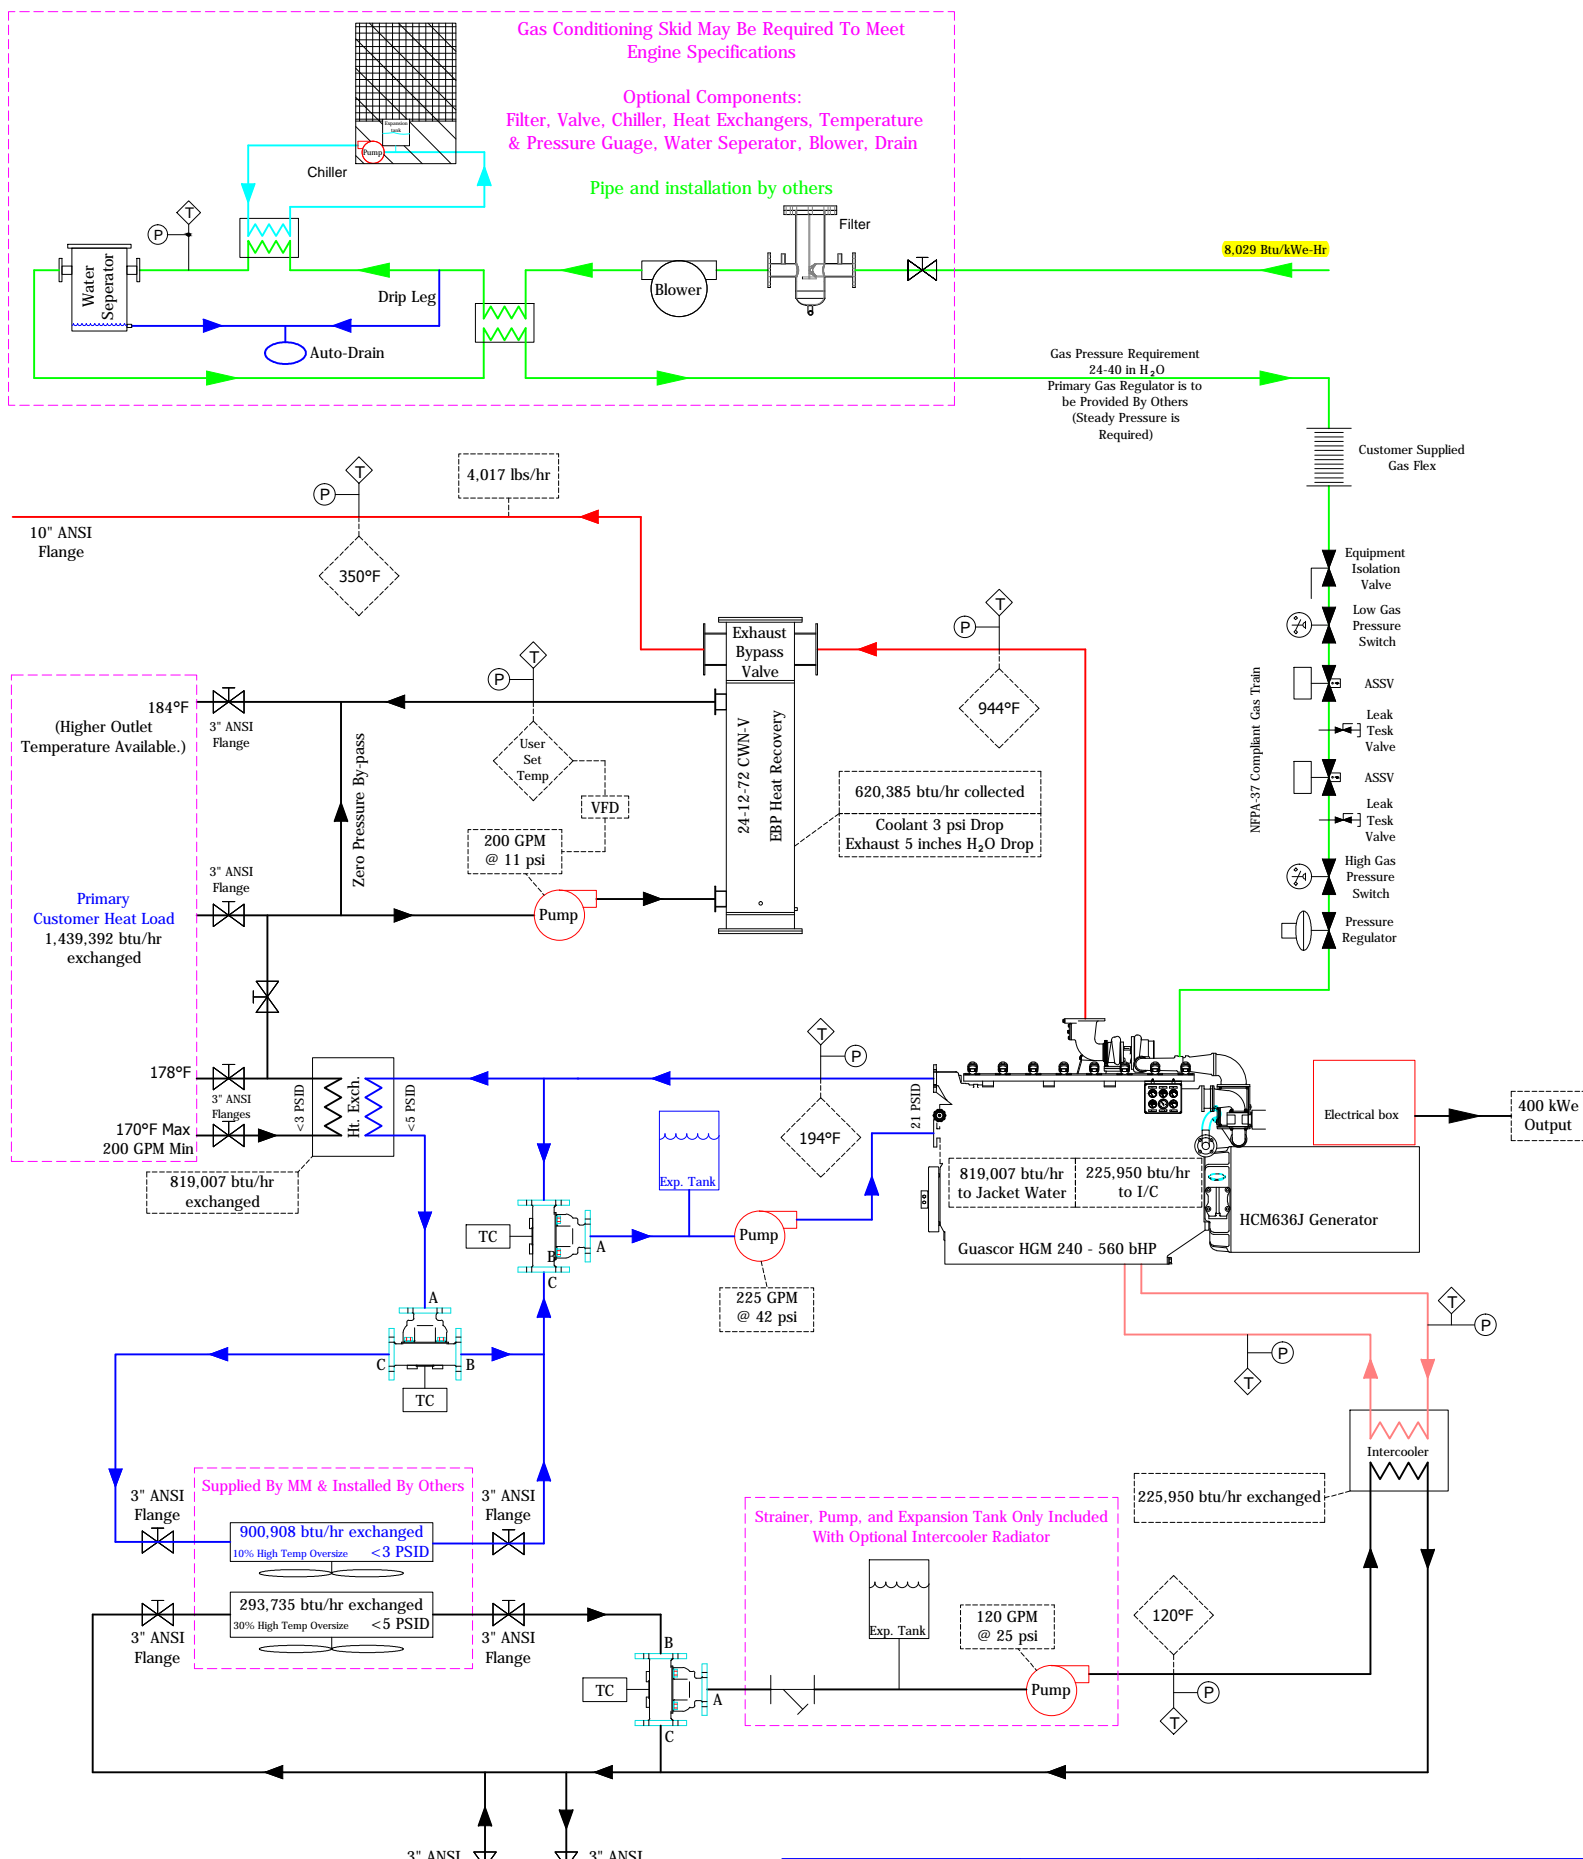 Gas Conditioning Skid May Be Required To Meet
Engine Specifications
Optional Components:
Filter, Valve, Chiller, Heat Exchangers, Temperature
& Pressure Guage, Water Seperator, Blower, Drain
Pipe and installation by others
Expansion
tank
Pump
Chiller
T
P
Water
Seperator
Drip Leg
Auto-Drain
Blower
Filter
8,029 Btu/kWe-Hr
Gas Pressure Requirement
24-40 in H₂O
Primary Gas Regulator is to
be Provided By Others
(Steady Pressure is
Required)
Customer Supplied
Gas Flex
Equipment
Isolation
Valve
Low Gas
Pressure
Switch
ASSV
Leak
Tesk
Valve
ASSV
Leak
Tesk
Valve
High Gas
Pressure
Switch
Pressure
Regulator
NFPA-37 Compliant Gas Train
4,017 lbs/hr
T
P
10" ANSI
Flange
350°F
Exhaust
Bypass
Valve
24-12-72 CWN-V
EBP Heat Recovery
T
P
944°F
T
P
User
Set
Temp
VFD
200 GPM
@ 11 psi
Pump
620,385 btu/hr collected
Coolant 3 psi Drop
Exhaust 5 inches H₂O Drop
184°F
(Higher Outlet
Temperature Available.)
3" ANSI
Flange
Zero Pressure By-pass
3" ANSI
Flange
Primary
Customer Heat Load
1,439,392 btu/hr
exchanged
178°F
3" ANSI
Flanges
170°F Max
200 GPM Min
<3 PSID
Ht. Exch.
<5 PSID
819,007 btu/hr
exchanged
T
P
194°F
21 PSID
Exp. Tank
Pump
225 GPM
@ 42 psi
TC
B
A
C
A
C
B
TC
819,007 btu/hr
to Jacket Water
225,950 btu/hr
to I/C
Guascor HGM 240 - 560 bHP
HCM636J Generator
Electrical box
400 kWe
Output
T
P
P
T
Intercooler
225,950 btu/hr exchanged
Supplied By MM & Installed By Others
3" ANSI
Flange
3" ANSI
Flange
900,908 btu/hr exchanged
10% High Temp Oversize <3 PSID
293,735 btu/hr exchanged
30% High Temp Oversize <5 PSID
3" ANSI
Flange
3" ANSI
Flange
Strainer, Pump, and Expansion Tank Only Included
With Optional Intercooler Radiator
Exp. Tank
120 GPM
@ 25 psi
Pump
120°F
P
T
B
TC
A
C
3" ANSI
3" ANSI